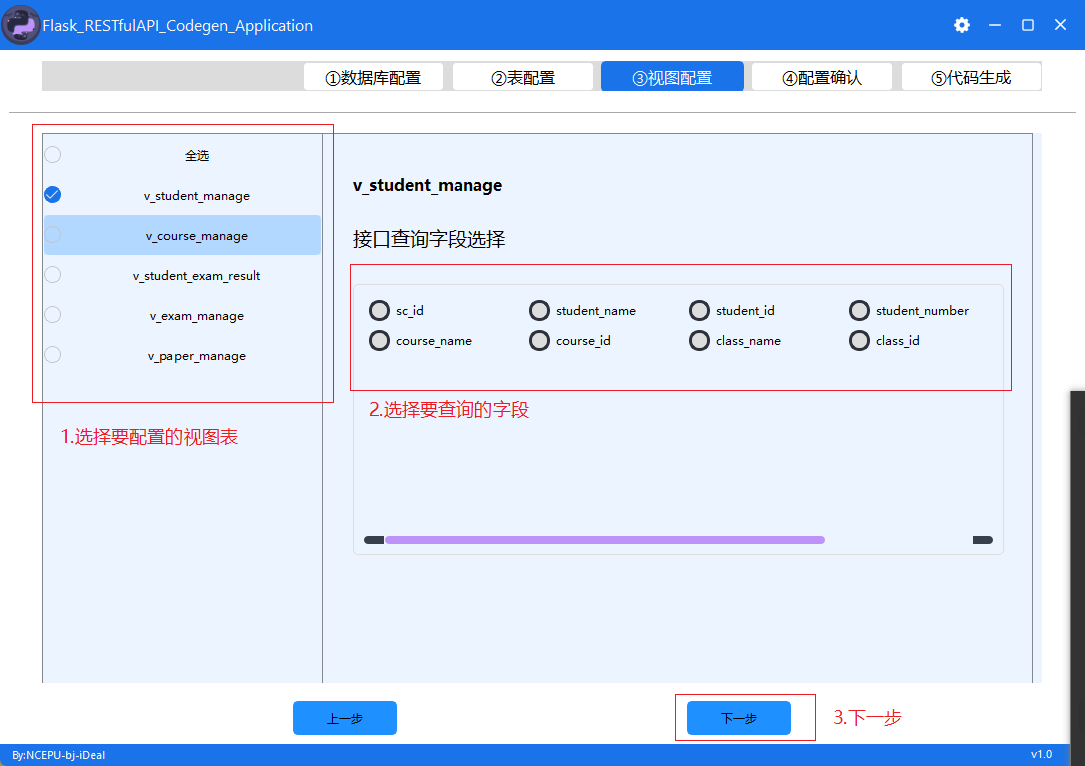 Flask_RESTfulAPI_Codegen_Application
①数据库配置 ②表配置 ③视图配置 ④配置确认 ⑤代码生成
全选
v_student_manage
v_course_manage
v_student_exam_result
v_exam_manage
v_paper_manage
1.选择要配置的视图表
v_student_manage
接口查询字段选择
sc_id student_name student_id student_number
course_name course_id class_name class_id
2.选择要查询的字段
上一步 下一步 3.下一步
By:NCEPU-bj-iDeal v1.0